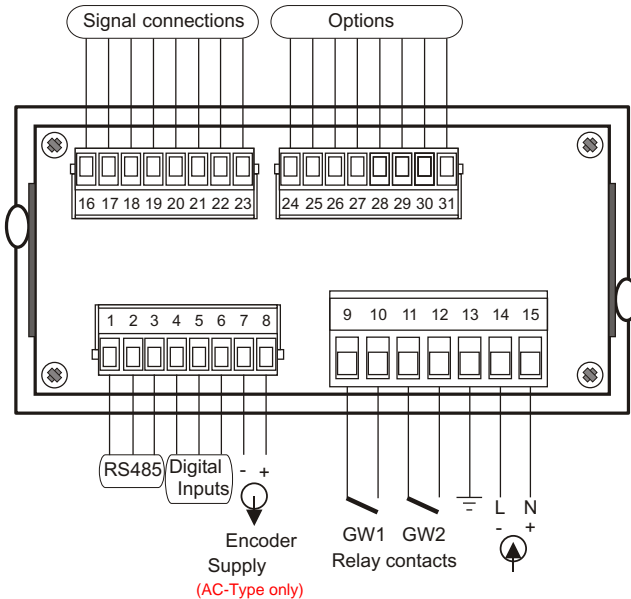 Signal connections Options
16 17 18 19 20 21 22 23 24 25 26 27 28 29 30 31
1 2 3 4 5 6 7 8 9 10 11 12 13 14 15
RS485 Digital Inputs - + L N
- +
GW1 GW2
Encoder Supply Relay contacts
(AC-Type only)